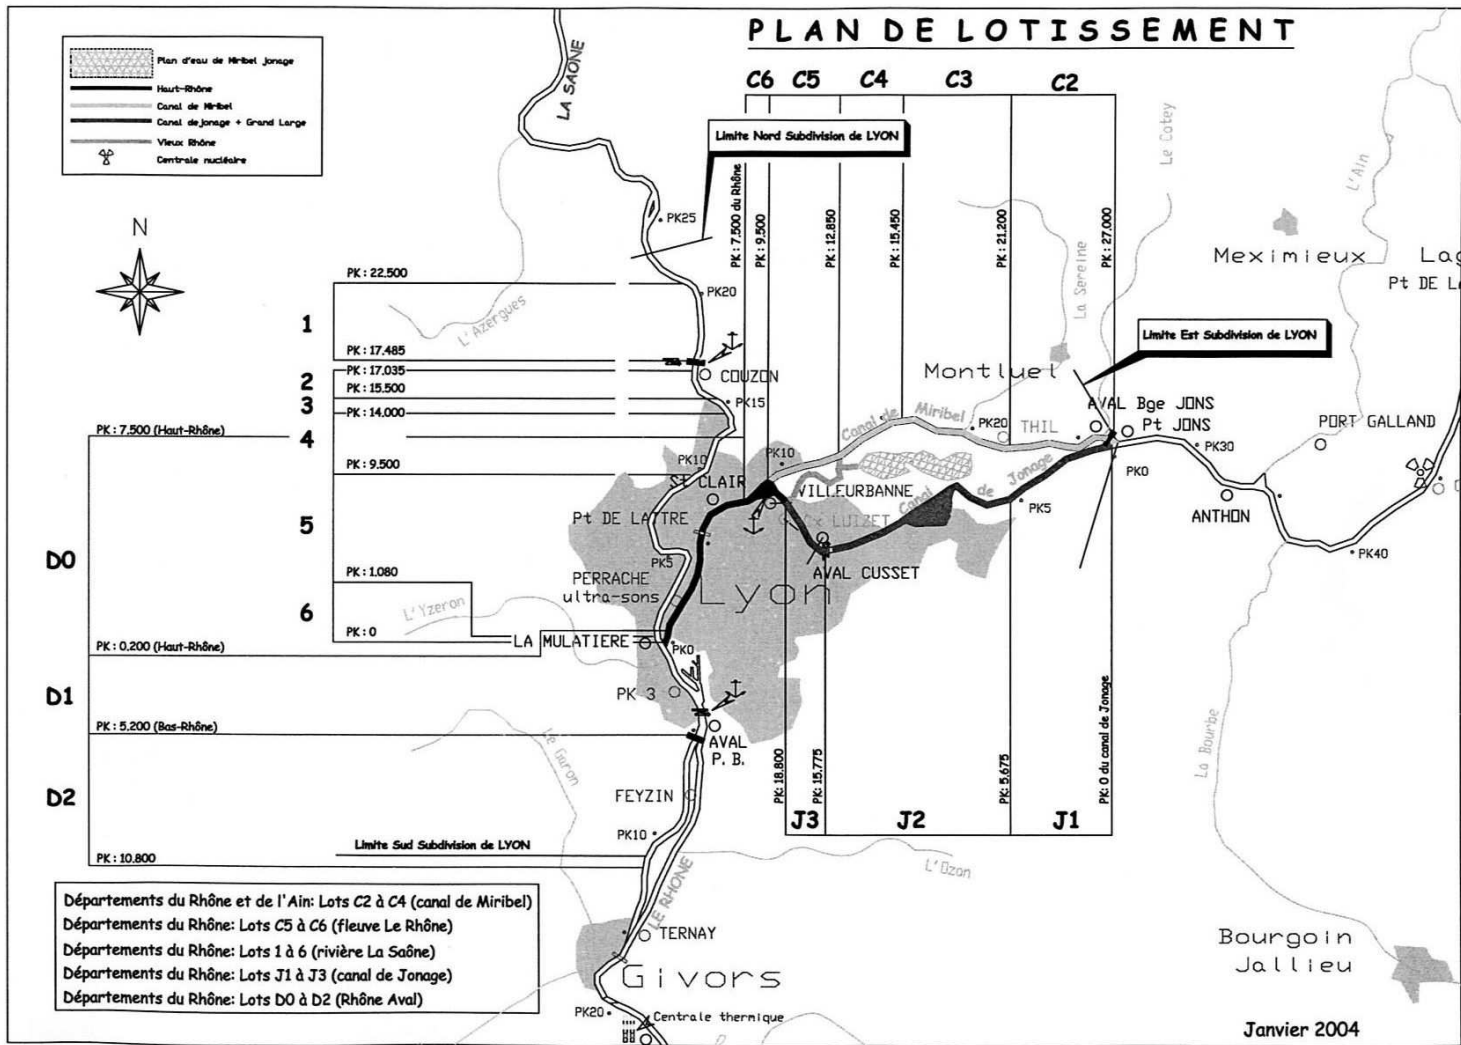 PLAN DE LOTISSEMENT
Plan d'eau de Miribel Jonage
Haut-Rhône
Canal de Miribel
Canal de jonage + Grand Large
Vieux Rhône
Centrale nucléaire
LA SAONE
C6
C5
C4
C3
C2
Limite Nord Subdivision de LYON
PK : 7.500 du Rhône
PK : 9.500
PK : 12.850
PK : 15.450
PK : 21.200
PK : 27.000
Le Cotey
L'Ain
La Sereine
PK25
N
Meximieux
Lag
Pt DE L
PK : 22.500
PK20
L'Azergues
1
Limite Est Subdivision de LYON
PK : 17.485
PK : 17.035
COUZON
2
PK : 15.500
3
PK15
PK : 14.000
Montluel
AVAL Bge JONS
Pt JONS
PORT GALLAND
PK : 7,500 (Haut-Rhône)
4
Canal de Miribel
PK20
THIL
PK30
PK : 9.500
PK10
PK10
PK0
ST CLAIR
VILLEURBANNE
Canal de Jonage
PK5
ANTHON
Pt DE LATTRE
Cx LUIZET
5
D0
PK5
AVAL CUSSET
PK40
PK : 1.080
PERRACHE
ultra-sons
Lyon
L'Yzeron
6
PK : 0
LA MULATIERE
PK0
PK : 0,200 (Haut-Rhône)
D1
PK 3
PK : 5,200 (Bas-Rhône)
Le Garon
AVAL
P. B.
La Bourbe
PK: 18,800
PK: 15,775
PK: 5,675
PK: 0 du canal de Jonage
D2
FEYZIN
J3
J2
J1
PK10
Limite Sud Subdivision de LYON
PK : 10.800
L'Ozon
LE RHONE
Départements du Rhône et de l'Ain: Lots C2 à C4 (canal de Miribel)
Départements du Rhône: Lots C5 à C6 (fleuve Le Rhône)
Départements du Rhône: Lots 1 à 6 (rivière La Saône)
Départements du Rhône: Lots J1 à J3 (canal de Jonage)
Départements du Rhône: Lots D0 à D2 (Rhône Aval)
TERNAY
Givors
Bourgoin
Jallieu
PK20
Centrale thermique
Janvier 2004